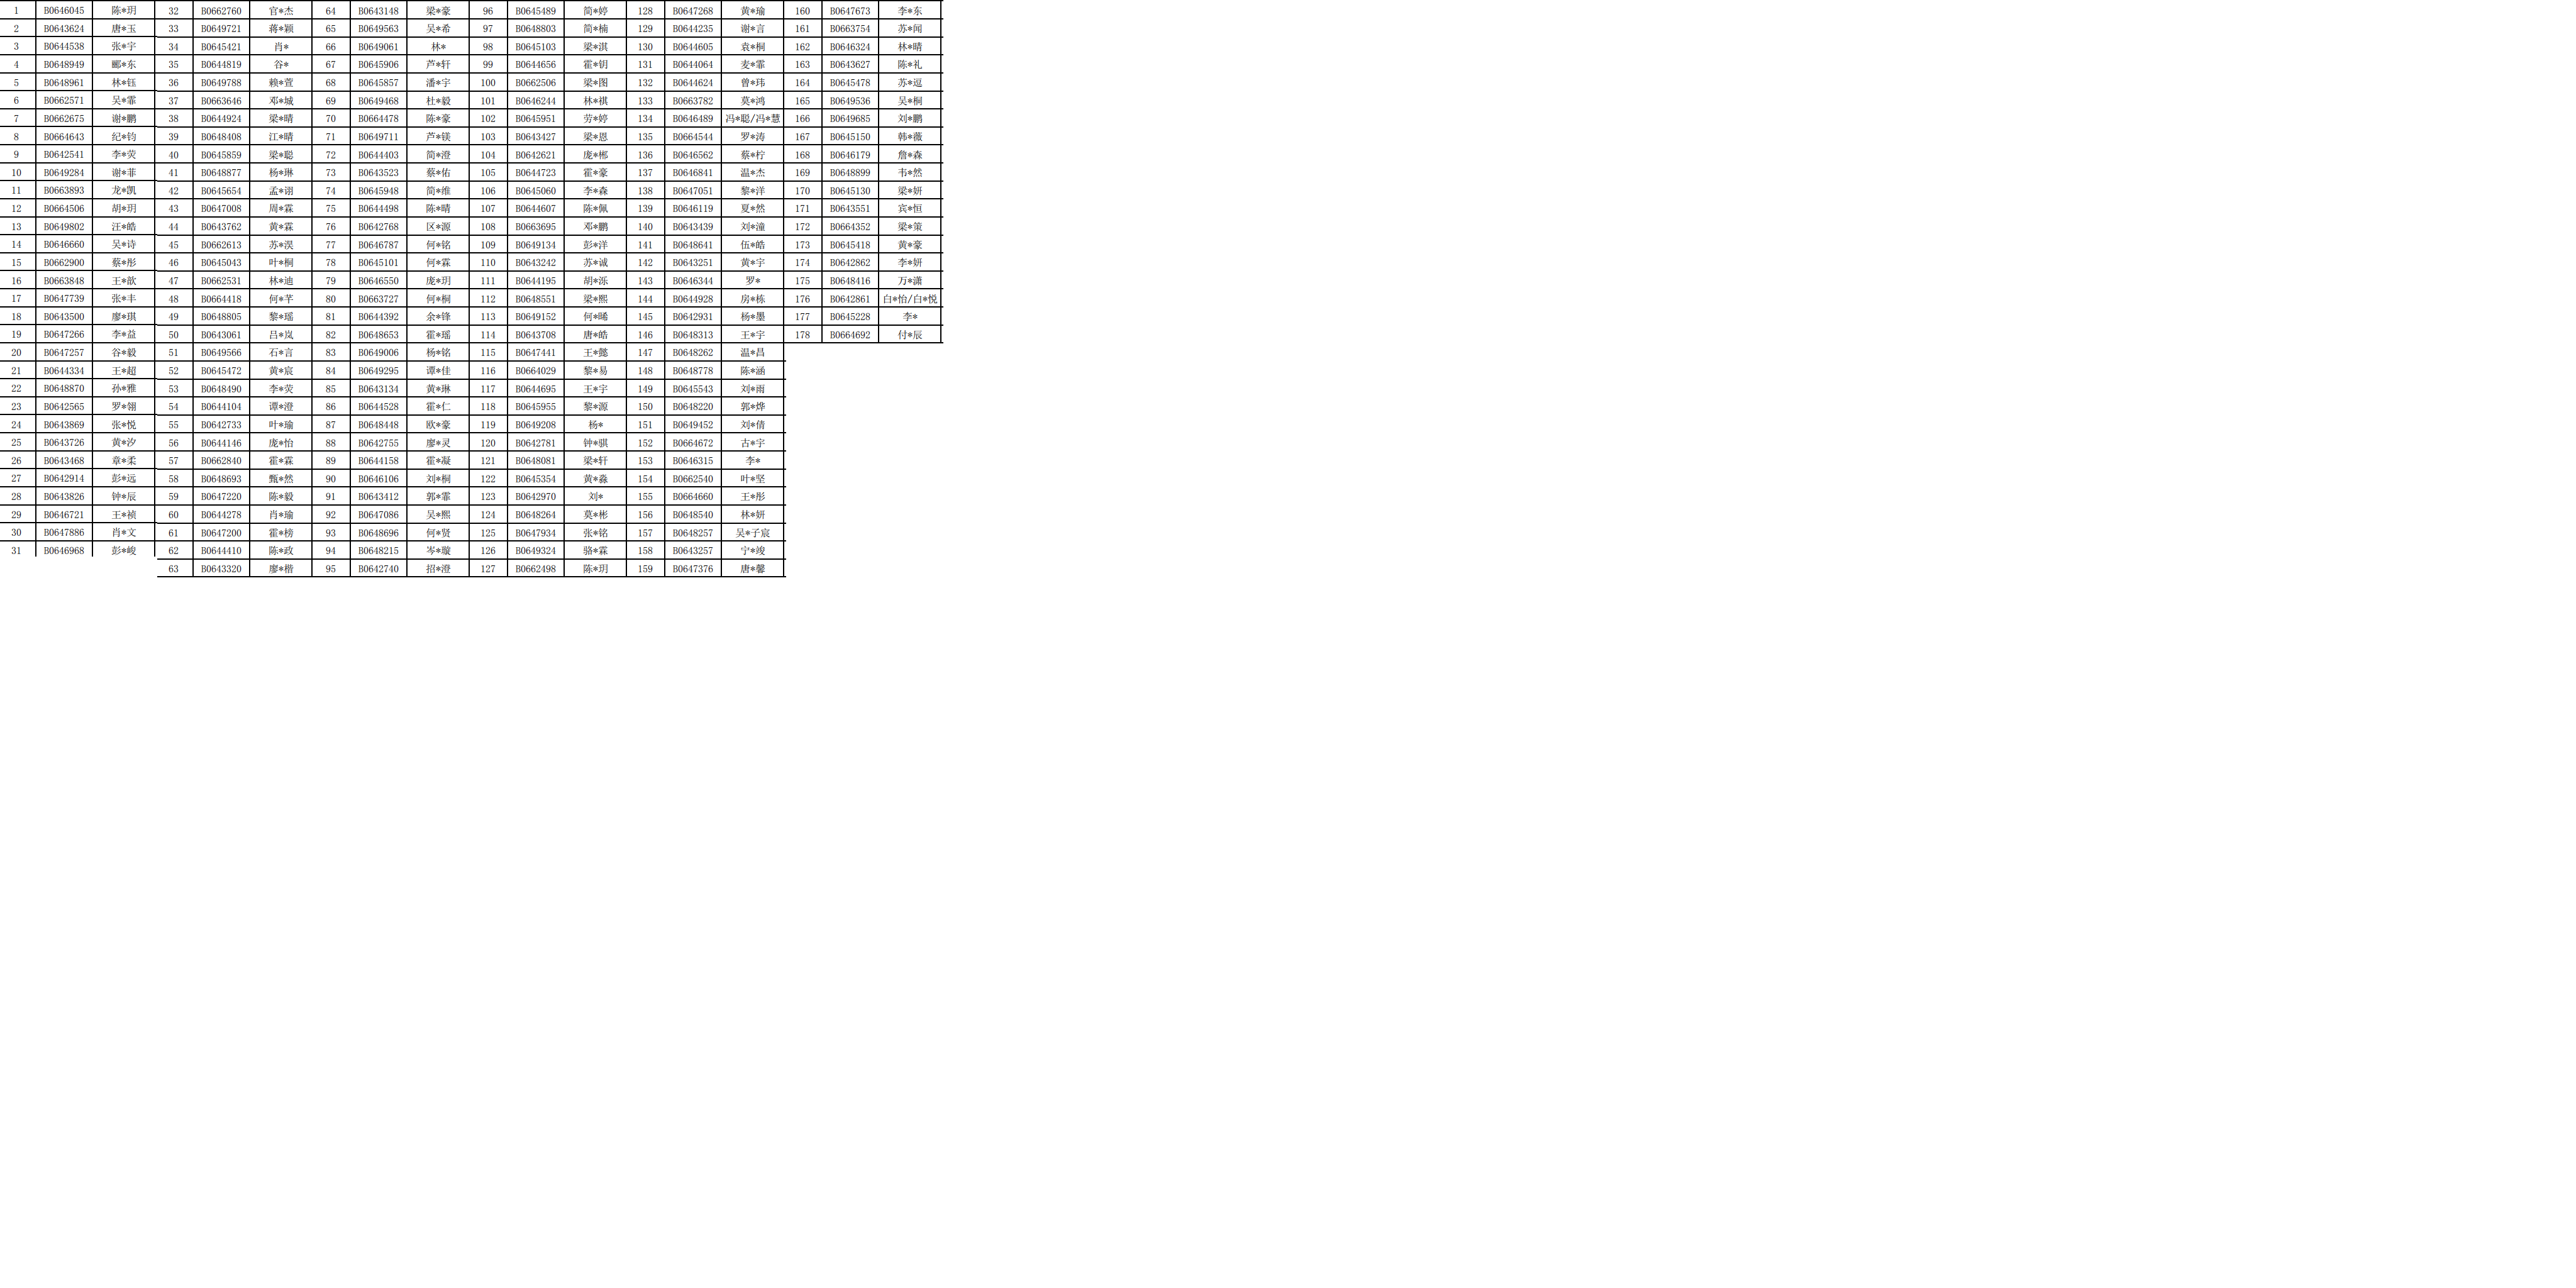 1 B0646045 陈*玥
2 B0643624 唐*玉
3 B0644538 张*宇
4 B0648949 郦*东
5 B0648961 林*钰
6 B0662571 吴*霏
7 B0662675 谢*鹏
8 B0664643 纪*钧
9 B0642541 李*荧
10 B0649284 谢*菲
11 B0663893 龙*凯
12 B0664506 胡*玥
13 B0649802 汪*皓
14 B0646660 吴*诗
15 B0662900 蔡*彤
16 B0663848 王*歆
17 B0647739 张*丰
18 B0643500 廖*琪
19 B0647266 李*益
20 B0647257 谷*毅
21 B0644334 王*超
22 B0648870 孙*雅
23 B0642565 罗*翎
24 B0643869 张*悦
25 B0643726 黄*汐
26 B0643468 章*柔
27 B0642914 彭*远
28 B0643826 钟*辰
29 B0646721 王*祯
30 B0647886 肖*文
31 B0646968 彭*峻
32 B0662760 官*杰
33 B0649721 蒋*颖
34 B0645421 肖*
35 B0644819 谷*
36 B0649788 赖*萱
37 B0663646 邓*城
38 B0644924 梁*晴
39 B0648408 江*晴
40 B0645859 梁*聪
41 B0648877 杨*琳
42 B0645654 孟*诩
43 B0647008 周*霖
44 B0643762 黄*霖
45 B0662613 苏*淏
46 B0645043 叶*桐
47 B0662531 林*迪
48 B0664418 何*芊
49 B0648805 黎*瑶
50 B0643061 吕*岚
51 B0649566 石*言
52 B0645472 黄*宸
53 B0648490 李*荧
54 B0644104 谭*澄
55 B0642733 叶*瑜
56 B0644146 庞*怡
57 B0662840 霍*霖
58 B0648693 甄*然
59 B0647220 陈*毅
60 B0644278 肖*瑜
61 B0647200 霍*榜
62 B0644410 陈*政
63 B0643320 廖*楷
64 B0643148 梁*豪
65 B0649563 吴*希
66 B0649061 林*
67 B0645906 芦*轩
68 B0645857 潘*宇
69 B0649468 杜*毅
70 B0664478 陈*豪
71 B0649711 芦*镁
72 B0644403 简*澄
73 B0643523 蔡*佑
74 B0645948 简*维
75 B0644498 陈*晴
76 B0642768 区*源
77 B0646787 何*铭
78 B0645101 何*霖
79 B0646550 庞*玥
80 B0663727 何*桐
81 B0644392 余*锋
82 B0648653 霍*瑶
83 B0649006 杨*铭
84 B0649295 谭*佳
85 B0643134 黄*琳
86 B0644528 霍*仁
87 B0648448 欧*豪
88 B0642755 廖*灵
89 B0644158 霍*凝
90 B0646106 刘*桐
91 B0643412 郭*霏
92 B0647086 吴*熙
93 B0648696 何*贤
94 B0648215 岑*璇
95 B0642740 招*澄
96 B0645489 简*婷
97 B0648803 简*楠
98 B0645103 梁*淇
99 B0644656 霍*钥
100 B0662506 梁*图
101 B0646244 林*祺
102 B0645951 劳*婷
103 B0643427 梁*恩
104 B0642621 庞*郴
105 B0644723 霍*豪
106 B0645060 李*森
107 B0644607 陈*佩
108 B0663695 邓*鹏
109 B0649134 彭*洋
110 B0643242 苏*诚
111 B0644195 胡*泺
112 B0648551 梁*熙
113 B0649152 何*晞
114 B0643708 唐*皓
115 B0647441 王*懿
116 B0664029 黎*易
117 B0644695 王*宇
118 B0645955 黎*源
119 B0649208 杨*
120 B0642781 钟*骐
121 B0648081 梁*轩
122 B0645354 黄*淼
123 B0642970 刘*
124 B0648264 莫*彬
125 B0647934 张*铭
126 B0649324 骆*霖
127 B0662498 陈*玥
128 B0647268 黄*瑜
129 B0644235 谢*言
130 B0644605 袁*桐
131 B0644064 麦*霏
132 B0644624 曾*玮
133 B0663782 莫*鸿
134 B0646489 冯*聪/冯*慧
135 B0664544 罗*涛
136 B0646562 蔡*柠
137 B0646841 温*杰
138 B0647051 黎*洋
139 B0646119 夏*然
140 B0643439 刘*潼
141 B0648641 伍*皓
142 B0643251 黄*宇
143 B0646344 罗*
144 B0644928 房*栋
145 B0642931 杨*墨
146 B0648313 王*宇
147 B0648262 温*昌
148 B0648778 陈*涵
149 B0645543 刘*雨
150 B0648220 郭*烨
151 B0649452 刘*倩
152 B0664672 古*宇
153 B0646315 李*
154 B0662540 叶*坚
155 B0664660 王*彤
156 B0648540 林*妍
157 B0648257 吴*子宸
158 B0643257 宁*竣
159 B0647376 唐*馨
160 B0647673 李*东
161 B0663754 苏*闻
162 B0646324 林*晴
163 B0643627 陈*礼
164 B0645478 苏*逗
165 B0649536 吴*桐
166 B0649685 刘*鹏
167 B0645150 韩*薇
168 B0646179 詹*森
169 B0648899 韦*然
170 B0645130 梁*妍
171 B0643551 宾*恒
172 B0664352 梁*策
173 B0645418 黄*豪
174 B0642862 李*妍
175 B0648416 万*潇
176 B0642861 白*怡/白*悦
177 B0645228 李*
178 B0664692 付*辰